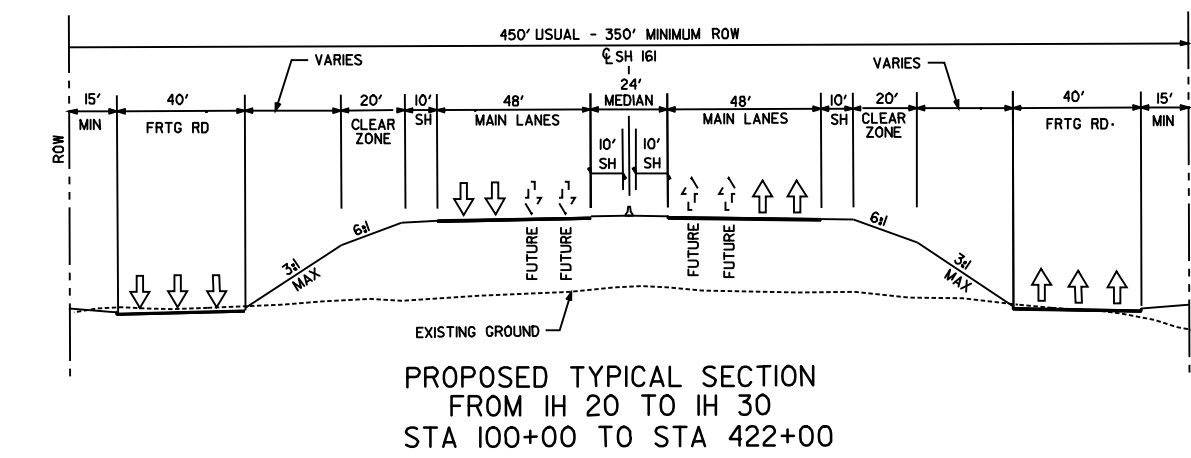 450' USUAL - 350' MINIMUM ROW
℄ SH 161
VARIES
VARIES
24'
MEDIAN
15'
MIN
40'
FRTG RD
20'
CLEAR
ZONE
10'
SH
48'
MAIN LANES
48'
MAIN LANES
10'
SH
20'
CLEAR
ZONE
40'
FRTG RD.
15'
MIN
ROW
10'
SH
10'
SH
6:1
3:1
MAX
FUTURE
FUTURE
FUTURE
FUTURE
6:1
3:1
MAX
EXISTING GROUND
PROPOSED TYPICAL SECTION
FROM IH 20 TO IH 30
STA 100+00 TO STA 422+00